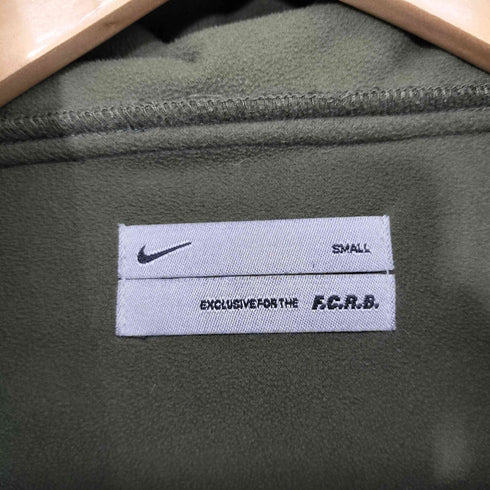 SMALL
EXCLUSIVE FOR THE F.C.R.B.